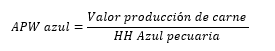 APW azul = Valor producción de carne
HH Azul pecuaria